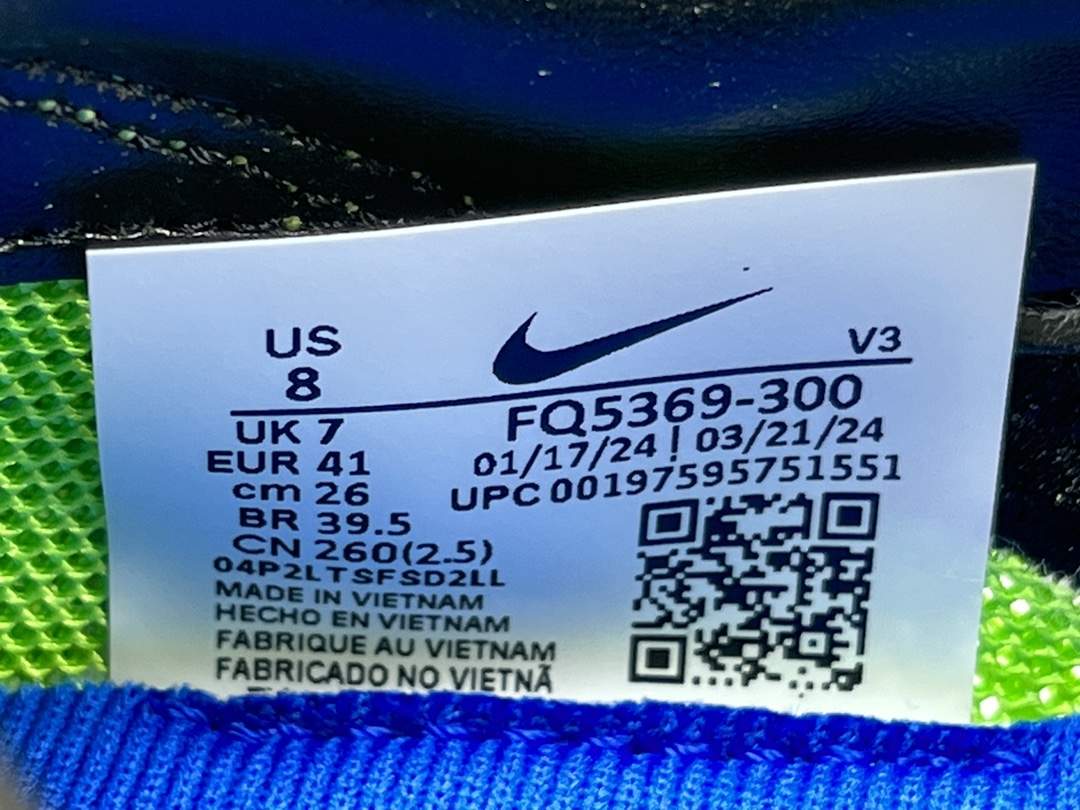 US
8
V3
UK 7
EUR 41
cm 26
BR 39.5
CN 260(2.5)
04P2LTSFSD2LL
MADE IN VIETNAM
HECHO EN VIETNAM
FABRIQUE AU VIETNAM
FABRICADO NO VIETNÃ
FQ5369-300
01/17/24 | 03/21/24
UPC 00197595751551